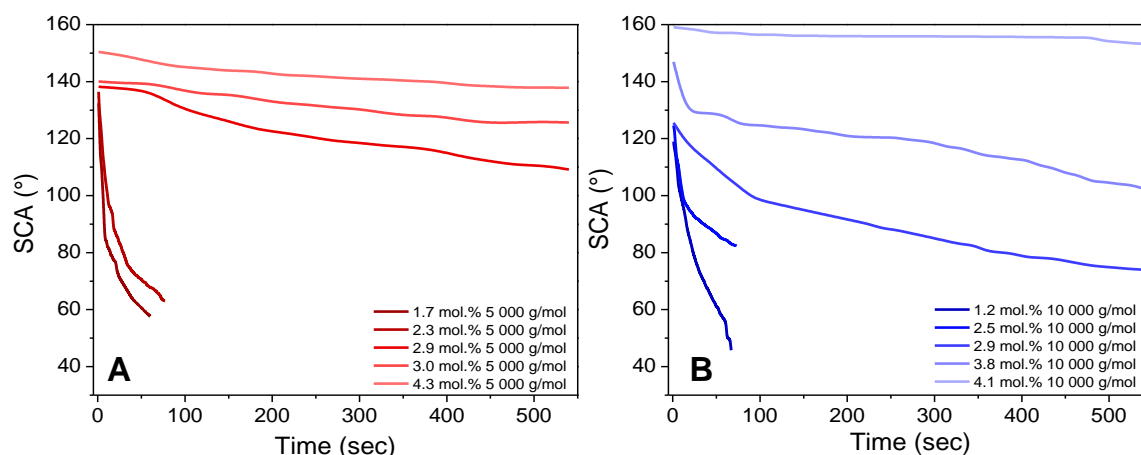 160
140
120
100
80
60
40
SCA (°)
A
1.7 mol.% 5 000 g/mol
2.3 mol.% 5 000 g/mol
2.9 mol.% 5 000 g/mol
3.0 mol.% 5 000 g/mol
4.3 mol.% 5 000 g/mol
0 100 200 300 400 500
Time (sec)
160
140
120
100
80
60
40
SCA (°)
B
1.2 mol.% 10 000 g/mol
2.5 mol.% 10 000 g/mol
2.9 mol.% 10 000 g/mol
3.8 mol.% 10 000 g/mol
4.1 mol.% 10 000 g/mol
0 100 200 300 400 500
Time (sec)